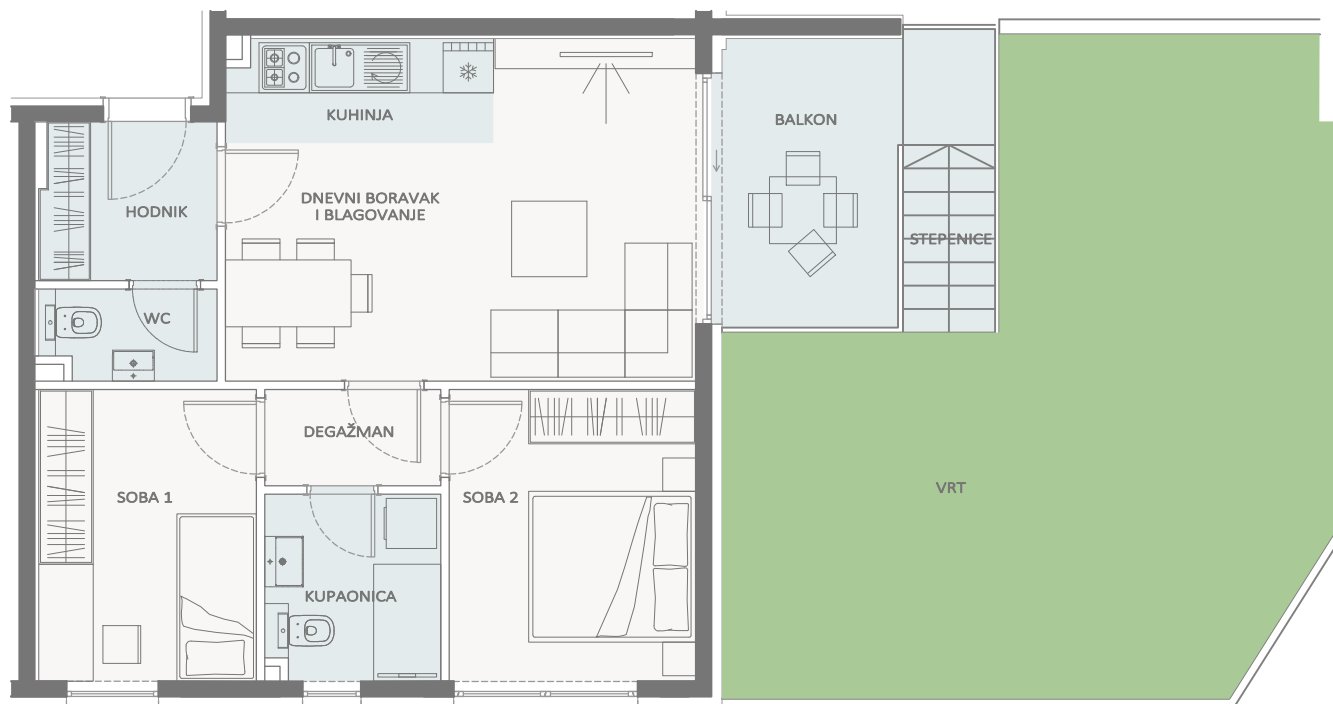 KUHINJA
BALKON
HODNIK
DNEVNI BORAVAK
I BLAGOVANJE
STEPENICE
WC
DEGAŽMAN
SOBA 1
SOBA 2
VRT
KUPAONICA